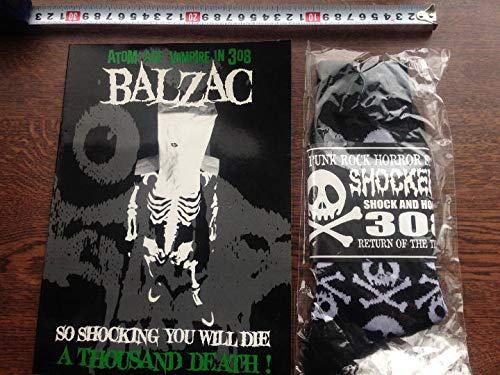 ATOM AGE VAMPIRE IN 308
BALZAC
SO SHOCKING YOU WILL DIE
A THOUSAND DEATH !
PUNK ROCK HORROR
SHOCKE
SHOCK AND HO
308
RETURN OF THE T